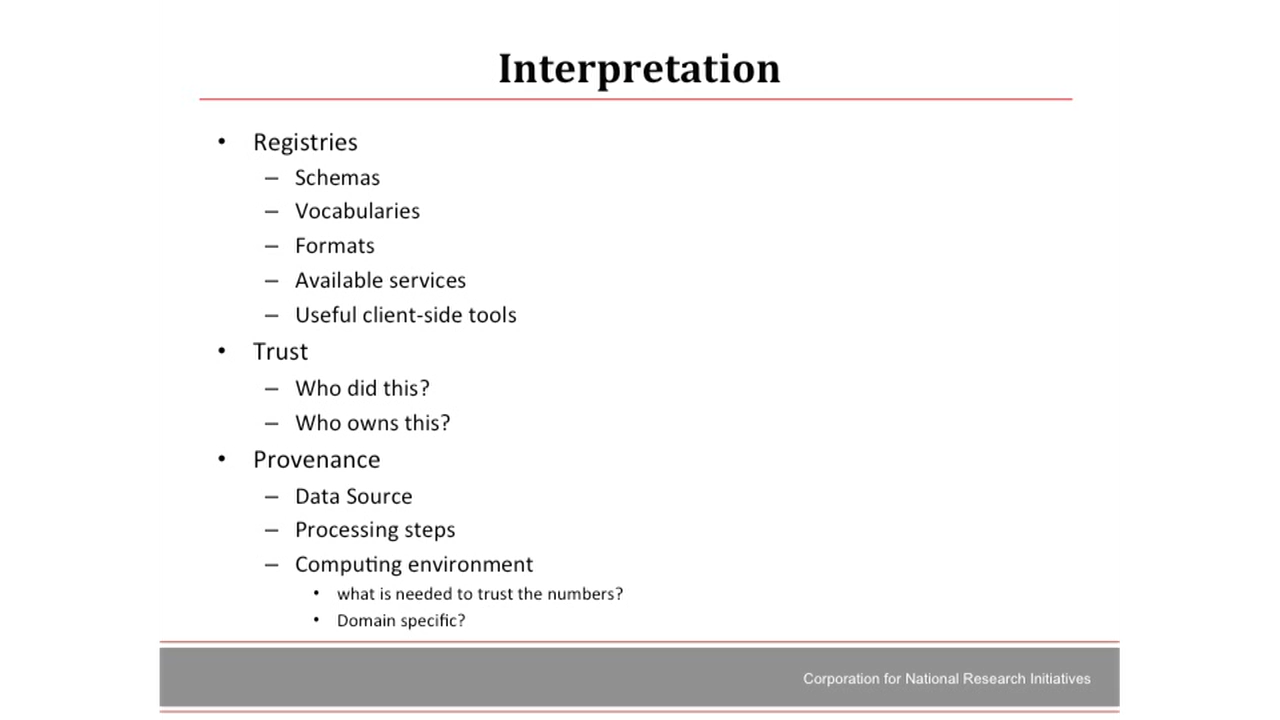 Interpretation
• Registries
– Schemas
– Vocabularies
– Formats
– Available services
– Useful client-side tools
• Trust
– Who did this?
– Who owns this?
• Provenance
– Data Source
– Processing steps
– Computing environment
• what is needed to trust the numbers?
• Domain specific?
Corporation for National Research Initiatives